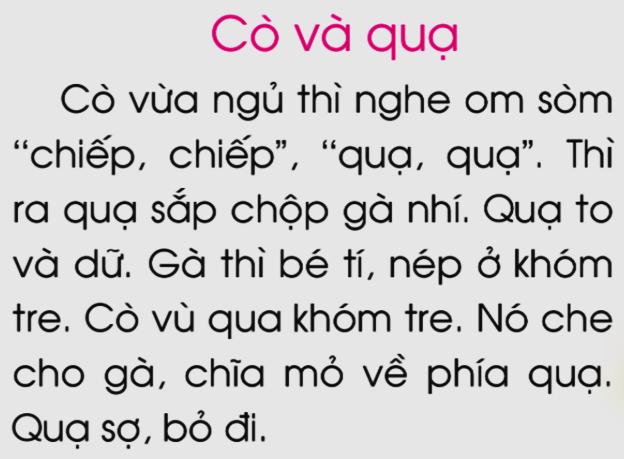 Cò và quạ
Cò vừa ngủ thì nghe om sòm
“chiếp, chiếp”, “quạ, quạ”. Thì
ra quạ sắp chộp gà nhí. Quạ to
và dữ. Gà thì bé tí, nép ở khóm
tre. Cò vù qua khóm tre. Nó che
cho gà, chĩa mỏ về phía quạ.
Quạ sợ, bỏ đi.